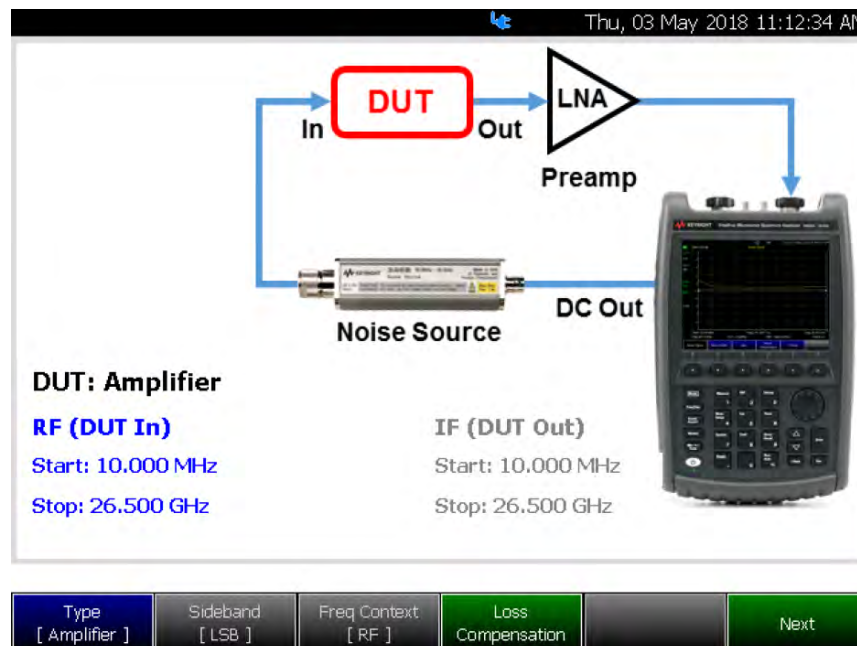 Thu, 03 May 2018 11:12:34 AM
DUT
LNA
In
Out
Preamp
KEYSIGHT
KEYSIGHT
Noise Source
DC Out
DUT: Amplifier
RF (DUT In)
IF (DUT Out)
Start: 10.000 MHz
Start: 10.000 MHz
Stop: 26.500 GHz
Stop: 26.500 GHz
Type
[ Amplifier ]
Sideband
[ LSB ]
Freq Context
[ RF ]
Loss
Compensation
Next